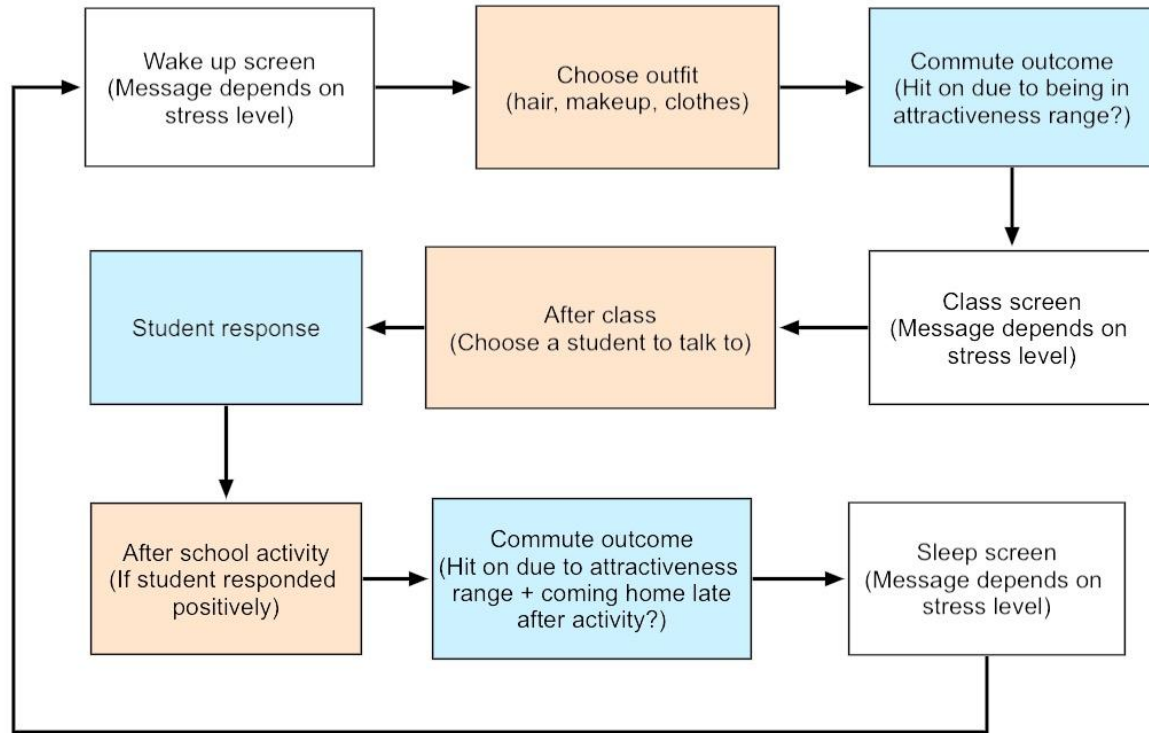 Wake up screen
(Message depends on
stress level)
Choose outfit
(hair, makeup, clothes)
Commute outcome
(Hit on due to being in
attractiveness range?)
Class screen
(Message depends on
stress level)
After class
(Choose a student to talk to)
Student response
After school activity
(If student responded
positively)
Commute outcome
(Hit on due to attractiveness
range + coming home late
after activity?)
Sleep screen
(Message depends on
stress level)